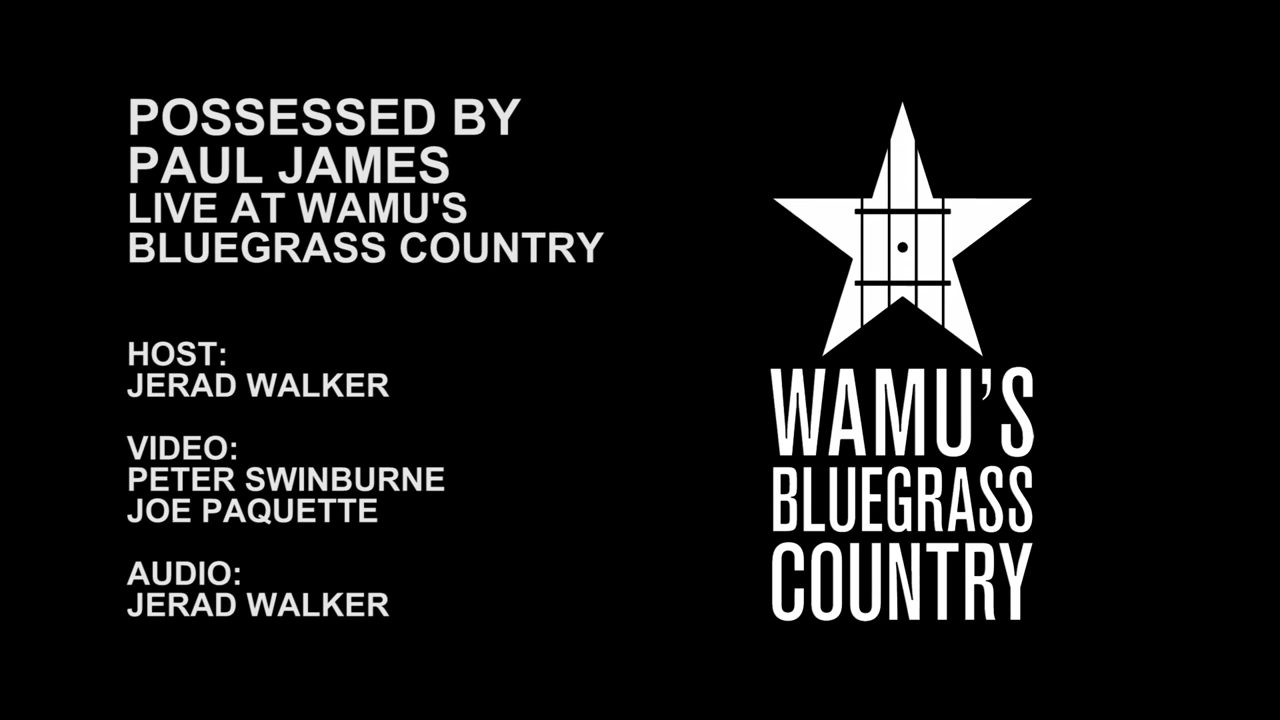 POSSESSED BY
PAUL JAMES
LIVE AT WAMU'S
BLUEGRASS COUNTRY
HOST:
JERAD WALKER
VIDEO:
PETER SWINBURNE
JOE PAQUETTE
AUDIO:
JERAD WALKER
WAMU'S
BLUEGRASS
COUNTRY